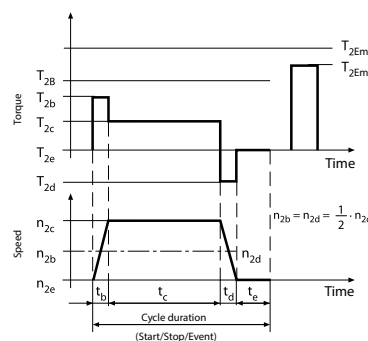 T2Em
T2Em
T2B
T2b
T2c
T2e
T2d
Torque
Time
n2c
n2b
n2e
Speed
n2d
n2b = n2d = 1/2 · n2c
Time
tb
tc
td
te
Cycle duration
(Start/Stop/Event)